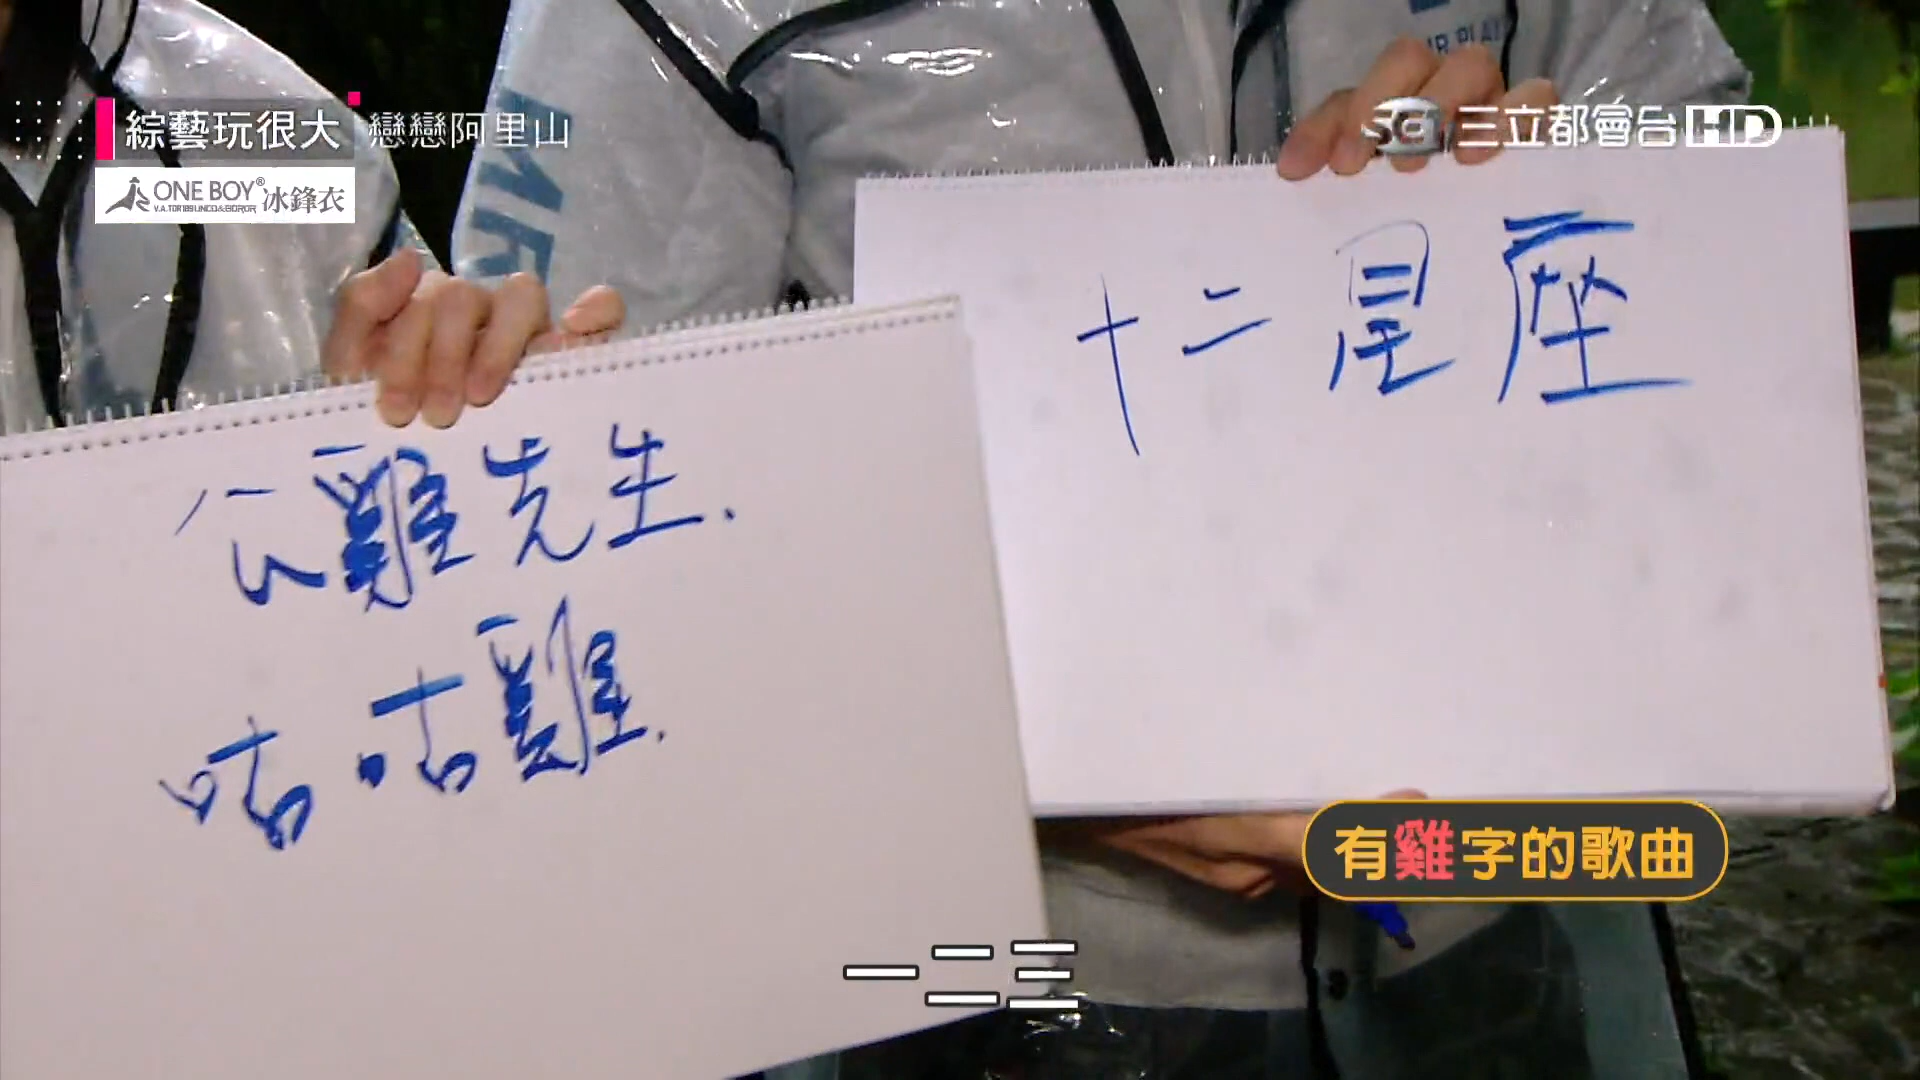 綜藝玩很大 戀戀阿里山
ONE BOY® 冰鋒衣
三立都會台 HD
十二星座
公雞先生.
咕咕雞.
有雞字的歌曲
一二三